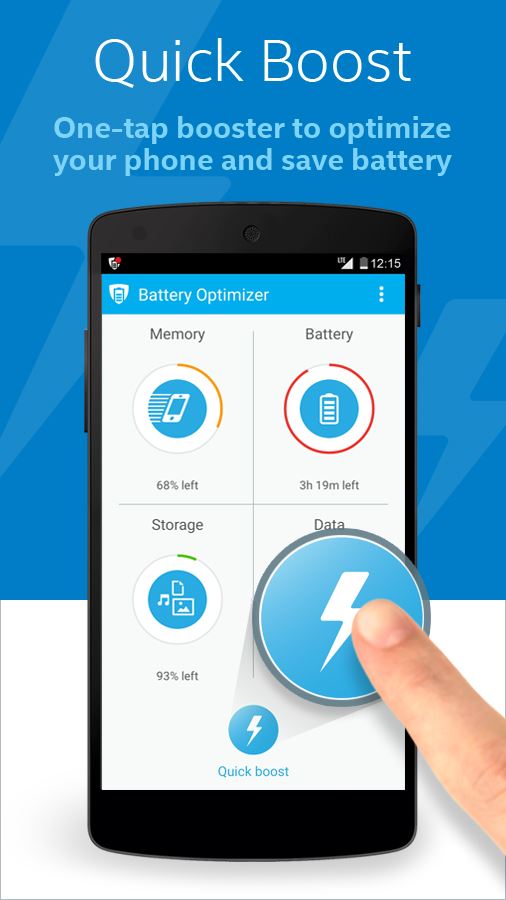 Quick Boost
One-tap booster to optimize
your phone and save battery
LTE 12:15
Battery Optimizer
Memory
Battery
68% left
3h 19m left
Storage
Data
93% left
Quick boost